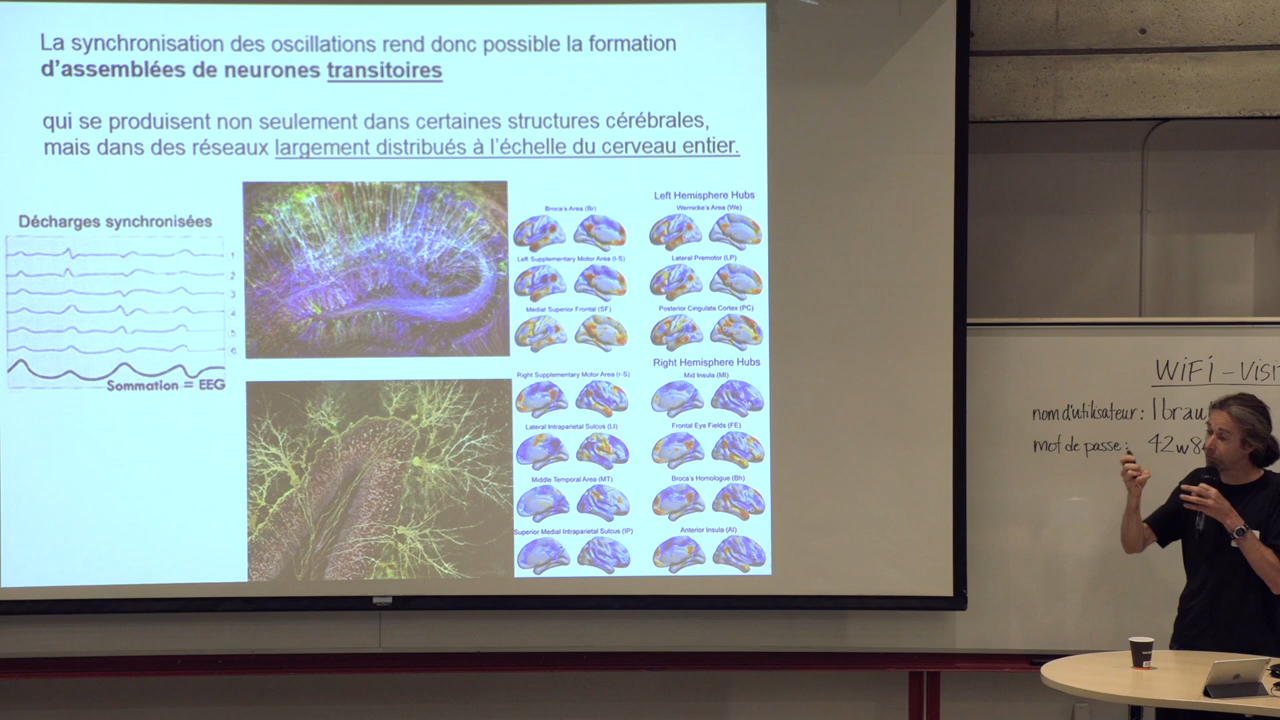 La synchronisation des oscillations rend donc possible la formation
d'assemblées de neurones transitoires
qui se produisent non seulement dans certaines structures cérébrales,
mais dans des réseaux largement distribués à l'échelle du cerveau entier.
Décharges synchronisées
1
2
3
4
5
6
Sommation = EEG
Left Hemisphere Hubs
Broca's Area (Br)
Wernicke's Area (We)
Left Supplementary Motor Area (l-S)
Lateral Premotor (LP)
Medial Superior Frontal (SF)
Posterior Cingulate Cortex (PC)
Right Hemisphere Hubs
Right Supplementary Motor Area (r-S)
Mid Insula (MI)
Lateral Intraparietal Sulcus (LI)
Frontal Eye Fields (FE)
Middle Temporal Area (MT)
Broca's Homologue (Bh)
Superior Medial Intraparietal Sulcus (IP)
Anterior Insula (AI)
WiFi - Visi
nom d'utilisateur :
mot de passe :